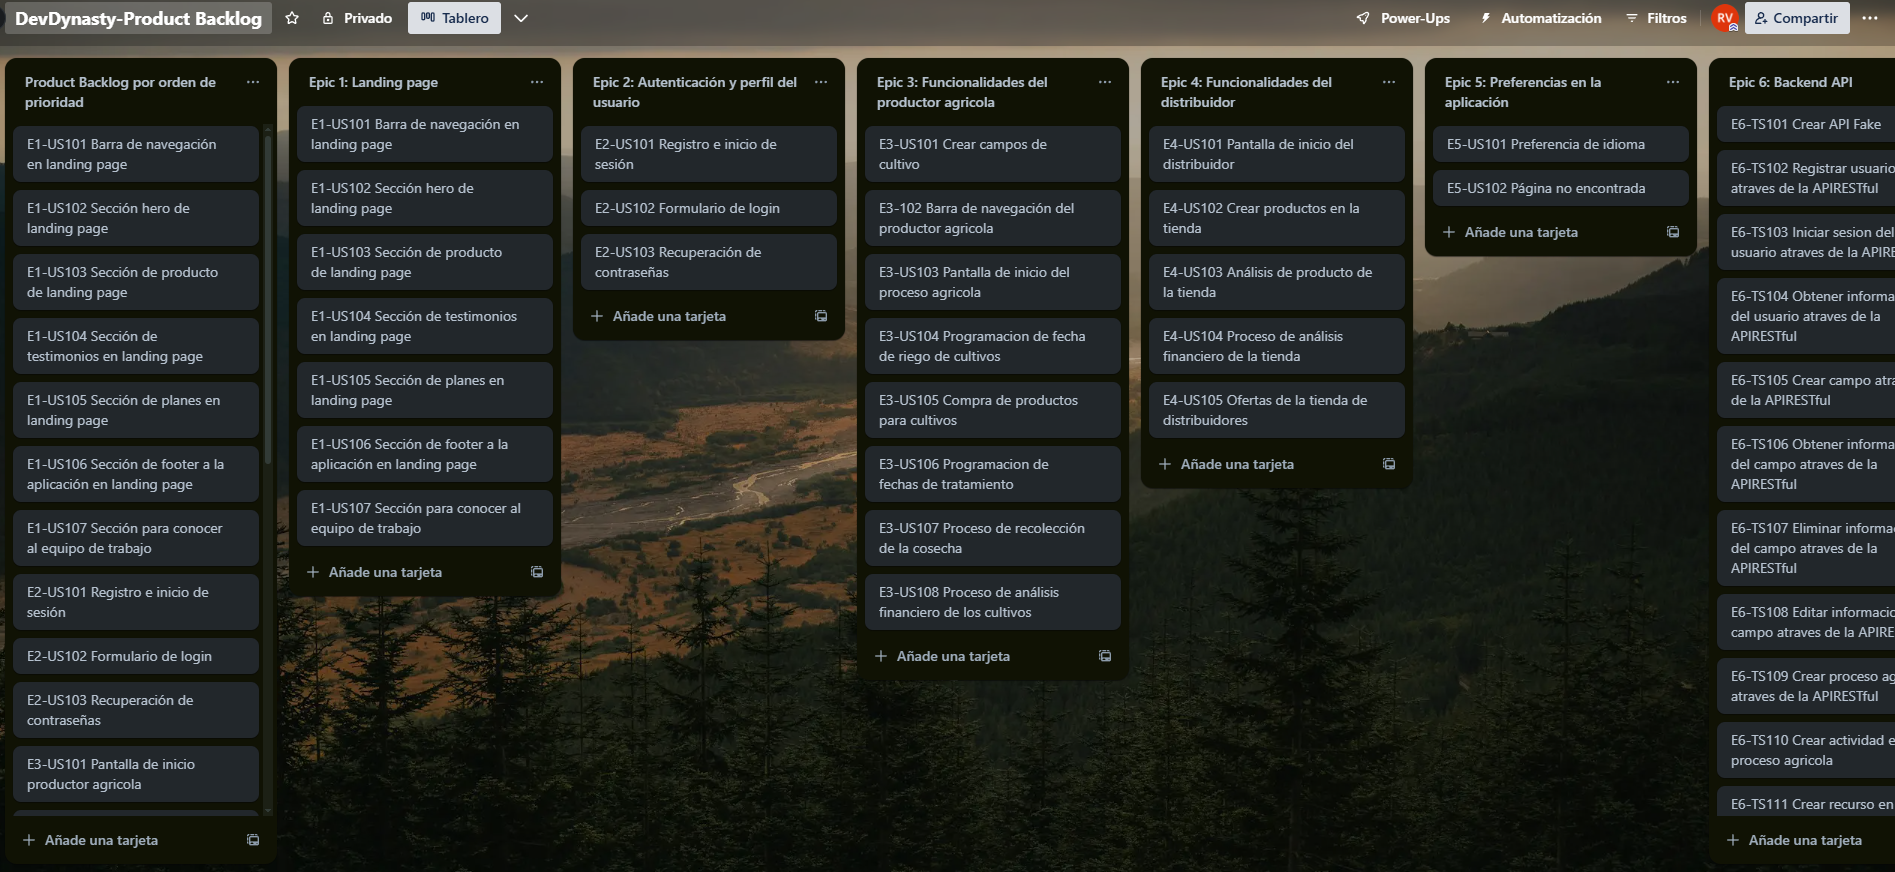 DevDynasty-Product Backlog
Privado
Tablero
Power-Ups
Automatización
Filtros
RV
Compartir
Product Backlog por orden de
prioridad
E1-US101 Barra de navegación
en landing page
E1-US102 Sección hero de
landing page
E1-US103 Sección de producto
de landing page
E1-US104 Sección de
testimonios en landing page
E1-US105 Sección de planes en
landing page
E1-US106 Sección de footer a la
aplicación en landing page
E1-US107 Sección para conocer
al equipo de trabajo
E2-US101 Registro e inicio de
sesión
E2-US102 Formulario de login
E2-US103 Recuperación de
contraseñas
E3-US101 Pantalla de inicio
productor agricola
Añade una tarjeta
Epic 1: Landing page
E1-US101 Barra de navegación en
landing page
E1-US102 Sección hero de
landing page
E1-US103 Sección de producto
de landing page
E1-US104 Sección de testimonios
en landing page
E1-US105 Sección de planes en
landing page
E1-US106 Sección de footer a la
aplicación en landing page
E1-US107 Sección para conocer al
equipo de trabajo
Añade una tarjeta
Epic 2: Autenticación y perfil del
usuario
E2-US101 Registro e inicio de
sesión
E2-US102 Formulario de login
E2-US103 Recuperación de
contraseñas
Añade una tarjeta
Epic 3: Funcionalidades del
productor agricola
E3-US101 Crear campos de
cultivo
E3-102 Barra de navegación del
productor agricola
E3-US103 Pantalla de inicio del
proceso agricola
E3-US104 Programacion de fecha
de riego de cultivos
E3-US105 Compra de productos
para cultivos
E3-US106 Programacion de
fechas de tratamiento
E3-US107 Proceso de recolección
de la cosecha
E3-US108 Proceso de análisis
financiero de los cultivos
Añade una tarjeta
Epic 4: Funcionalidades del
distribuidor
E4-US101 Pantalla de inicio del
distribuidor
E4-US102 Crear productos en la
tienda
E4-US103 Análisis de producto de
la tienda
E4-US104 Proceso de análisis
financiero de la tienda
E4-US105 Ofertas de la tienda de
distribuidores
Añade una tarjeta
Epic 5: Preferencias en la
aplicación
E5-US101 Preferencia de idioma
E5-US102 Página no encontrada
Añade una tarjeta
Epic 6: Backend API
E6-TS101 Crear API Fake
E6-TS102 Registrar usuario
atraves de la APIRESTful
E6-TS103 Iniciar sesion del
usuario atraves de la APIRE
E6-TS104 Obtener informa
del usuario atraves de la
APIRESTful
E6-TS105 Crear campo atra
de la APIRESTful
E6-TS106 Obtener informa
del campo atraves de la
APIRESTful
E6-TS107 Eliminar informa
del campo atraves de la
APIRESTful
E6-TS108 Editar informacio
campo atraves de la APIRE
E6-TS109 Crear proceso ag
atraves de la APIRESTful
E6-TS110 Crear actividad e
proceso agricola
E6-TS111 Crear recurso en
Añade una tarjeta